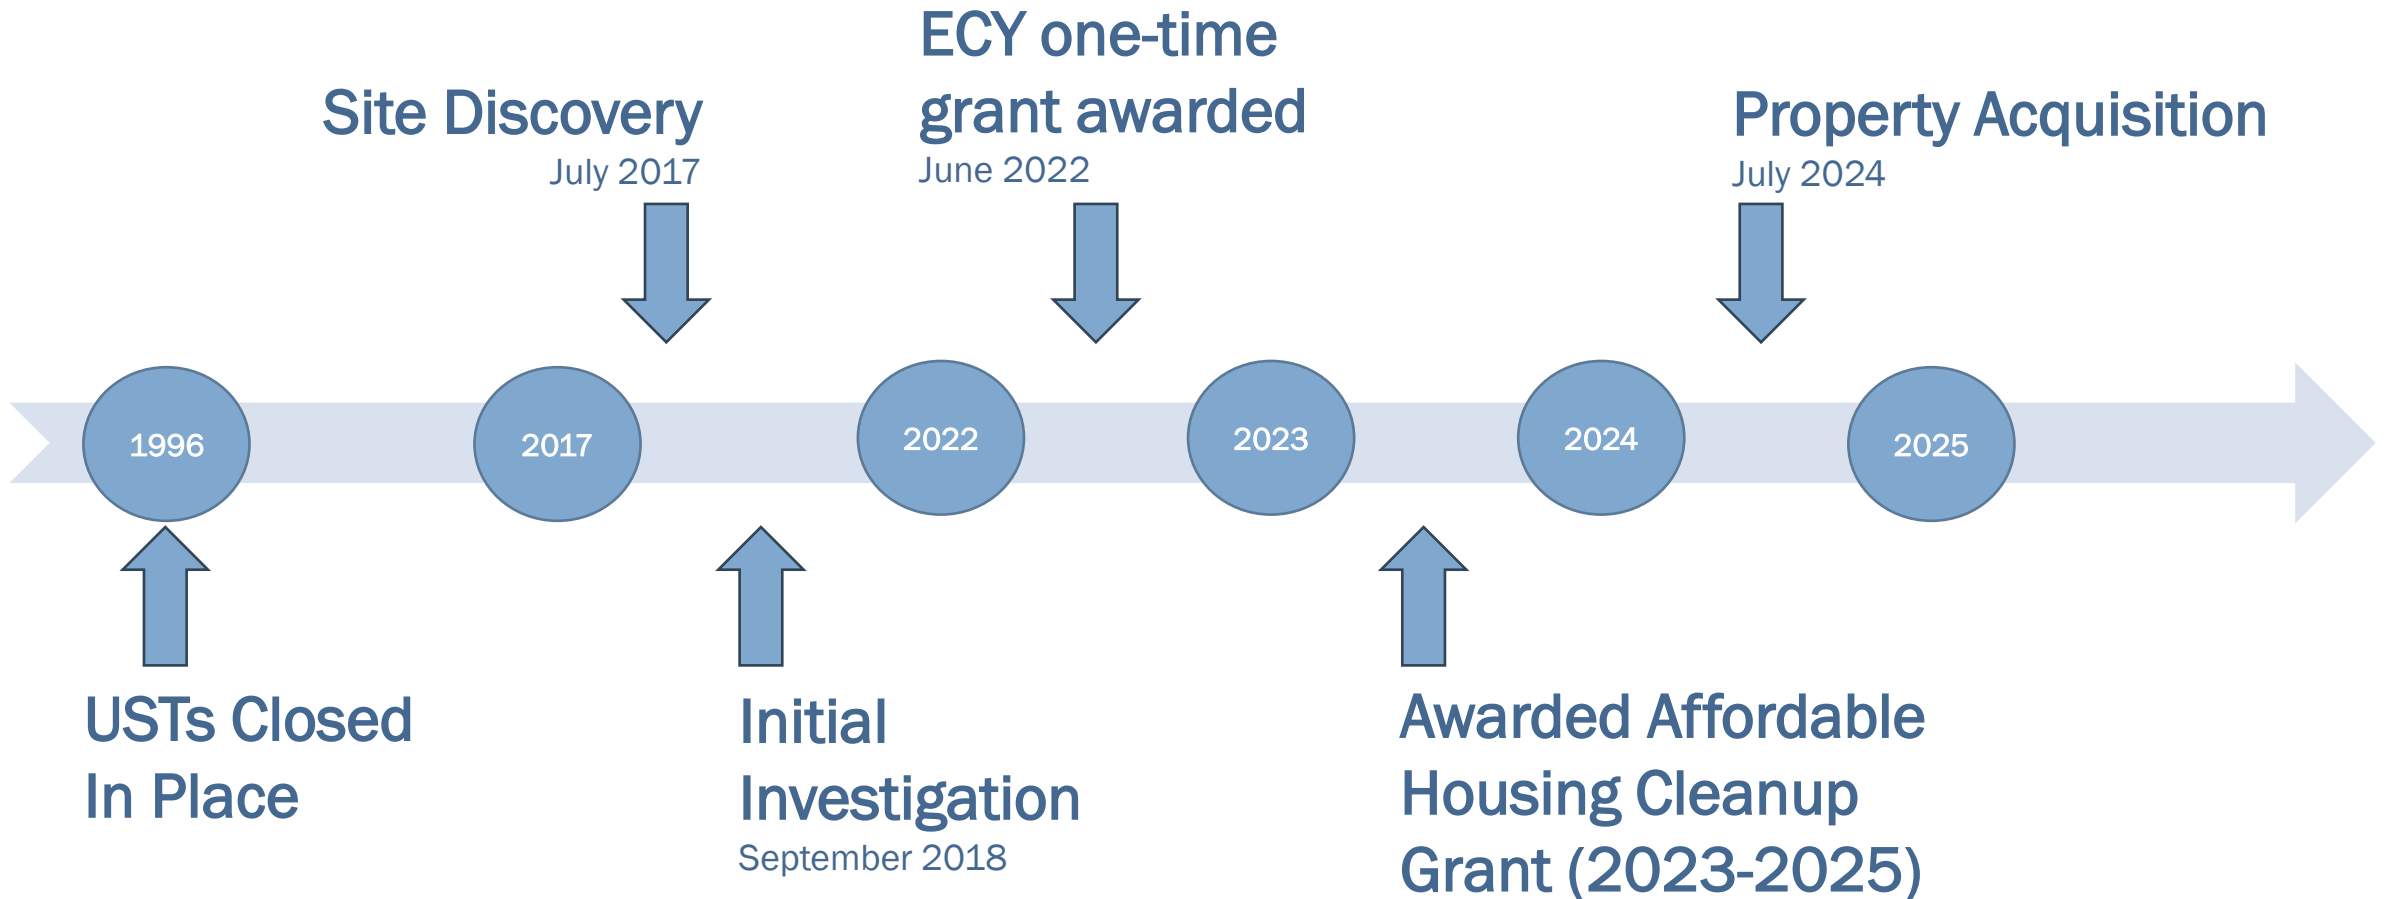 ECY one-time
grant awarded
June 2022
Site Discovery
July 2017
Property Acquisition
July 2024
1996
2017
2022
2023
2024
2025
USTs Closed
In Place
Initial
Investigation
September 2018
Awarded Affordable
Housing Cleanup
Grant (2023-2025)